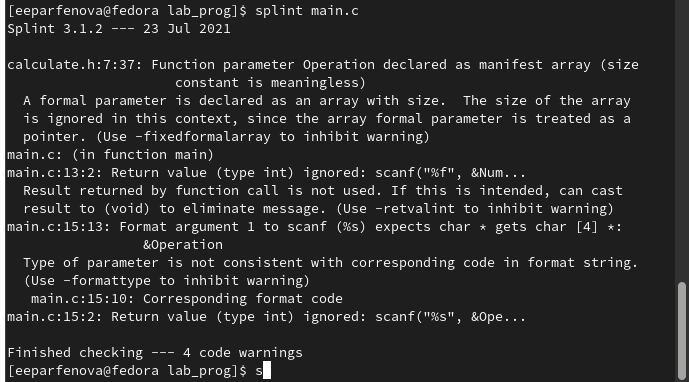 [eeparfenova@fedora lab_prog]$ splint main.c
Splint 3.1.2 --- 23 Jul 2021
calculate.h:7:37: Function parameter Operation declared as manifest array (size
constant is meaningless)
A formal parameter is declared as an array with size.  The size of the array
is ignored in this context, since the array formal parameter is treated as a
pointer. (Use -fixedformalarray to inhibit warning)
main.c: (in function main)
main.c:13:2: Return value (type int) ignored: scanf("%f", &Num...
Result returned by function call is not used. If this is intended, can cast
result to (void) to eliminate message. (Use -retvalint to inhibit warning)
main.c:15:13: Format argument 1 to scanf (%s) expects char * gets char [4] *:
&Operation
Type of parameter is not consistent with corresponding code in format string.
(Use -formattype to inhibit warning)
main.c:15:10: Corresponding format code
main.c:15:2: Return value (type int) ignored: scanf("%s", &Ope...
Finished checking --- 4 code warnings
[eeparfenova@fedora lab_prog]$ s